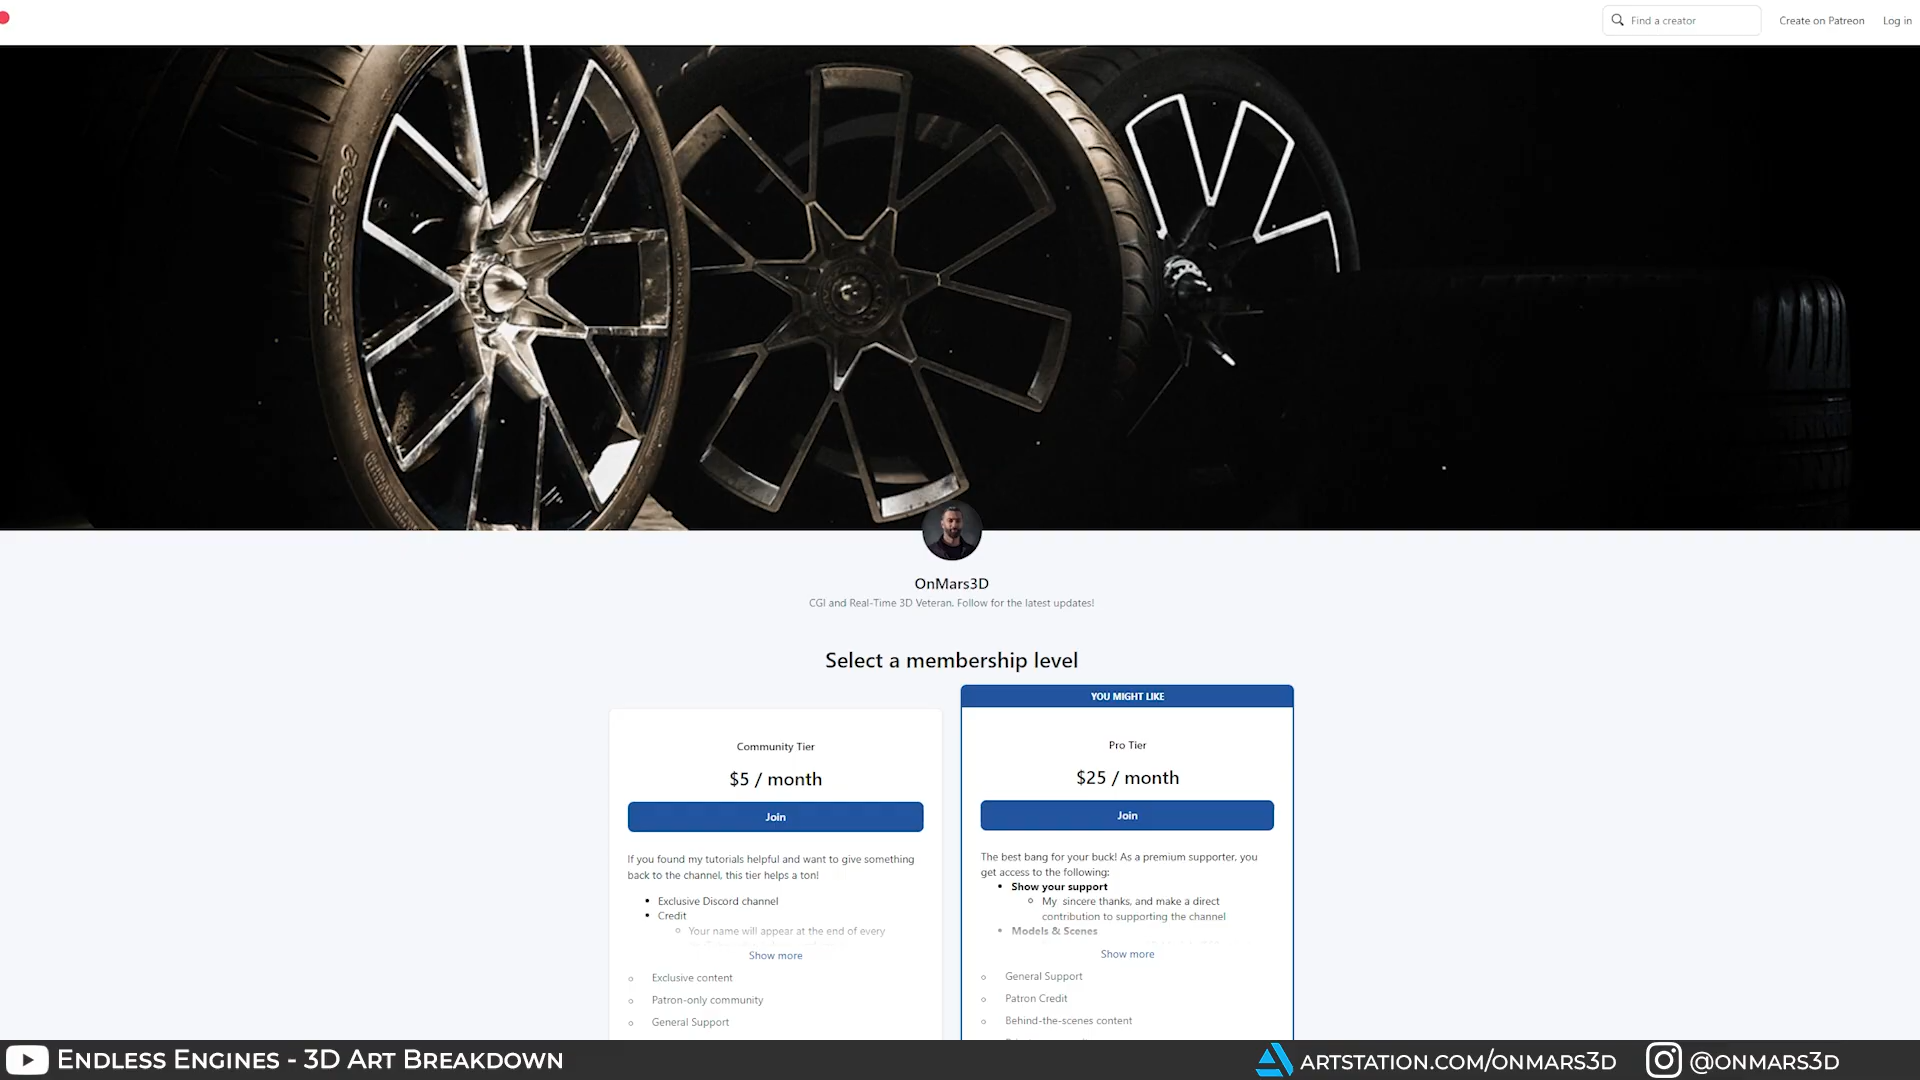 Find a creator
Create on Patreon
Log in
PilotSportCup2
OnMars3D
CGI and Real-Time 3D Veteran. Follow for the latest updates!
Select a membership level
YOU MIGHT LIKE
Community Tier
$5 / month
Join
If you found my tutorials helpful and want to give something
back to the channel, this tier helps a ton!
Exclusive Discord channel
Credit
Your name will appear at the end of every
Show more
Exclusive content
Patron-only community
General Support
Pro Tier
$25 / month
Join
The best bang for your buck! As a premium supporter, you
get access to the following:
Show your support
My sincere thanks, and make a direct
contribution to supporting the channel
Models & Scenes
Show more
General Support
Patron Credit
Behind-the-scenes content
Endless Engines - 3D Art Breakdown
artstation.com/onmars3d
@onmars3d